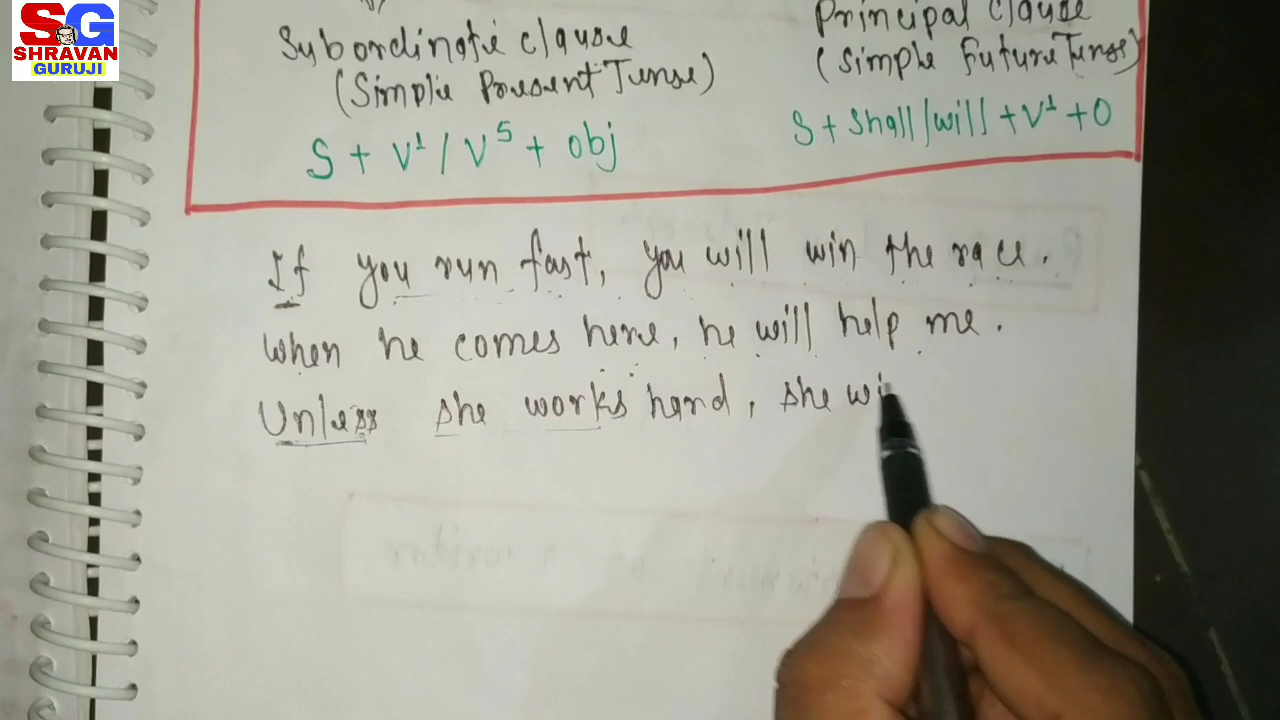 SG
SHRAVAN
GURUJI
Subordinate clause
(Simple Present Tense)
S + V¹ / V⁵ + obj
Principal Clause
(Simple Future Tense)
S + Shall/will + V¹ + O
If you run fast, you will win the race.
When he comes here, he will help me.
Unless she works hard, she wi